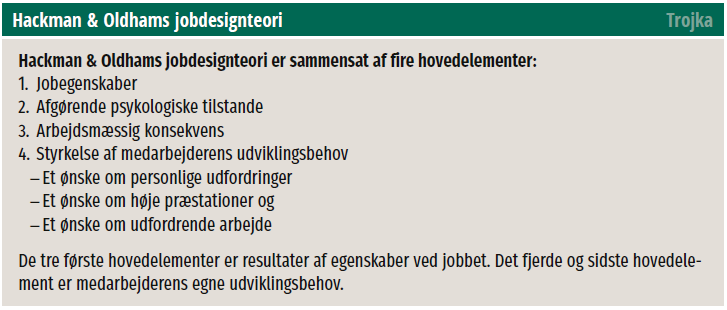 Hackman & Oldhams jobdesignteori Trojka
Hackman & Oldhams jobdesignteori er sammensat af fire hovedelementer:
1. Jobegenskaber
2. Afgørende psykologiske tilstande
3. Arbejdsmæssig konsekvens
4. Styrkelse af medarbejderens udviklingsbehov
– Et ønske om personlige udfordringer
– Et ønske om høje præstationer og
– Et ønske om udfordrende arbejde
De tre første hovedelementer er resultater af egenskaber ved jobbet. Det fjerde og sidste hovedele-
ment er medarbejderens egne udviklingsbehov.